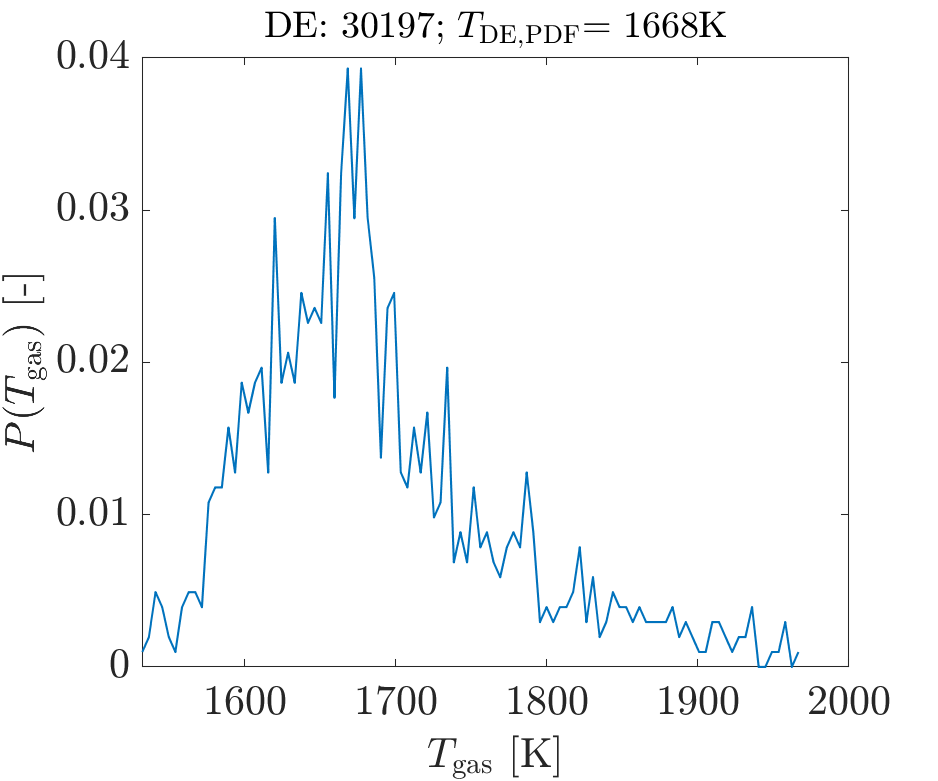 DE: 30197; T_DE,PDF= 1668K
0.04
0.03
0.02
0.01
0
P(T_gas) [-]
1600 1700 1800 1900 2000
T_gas [K]